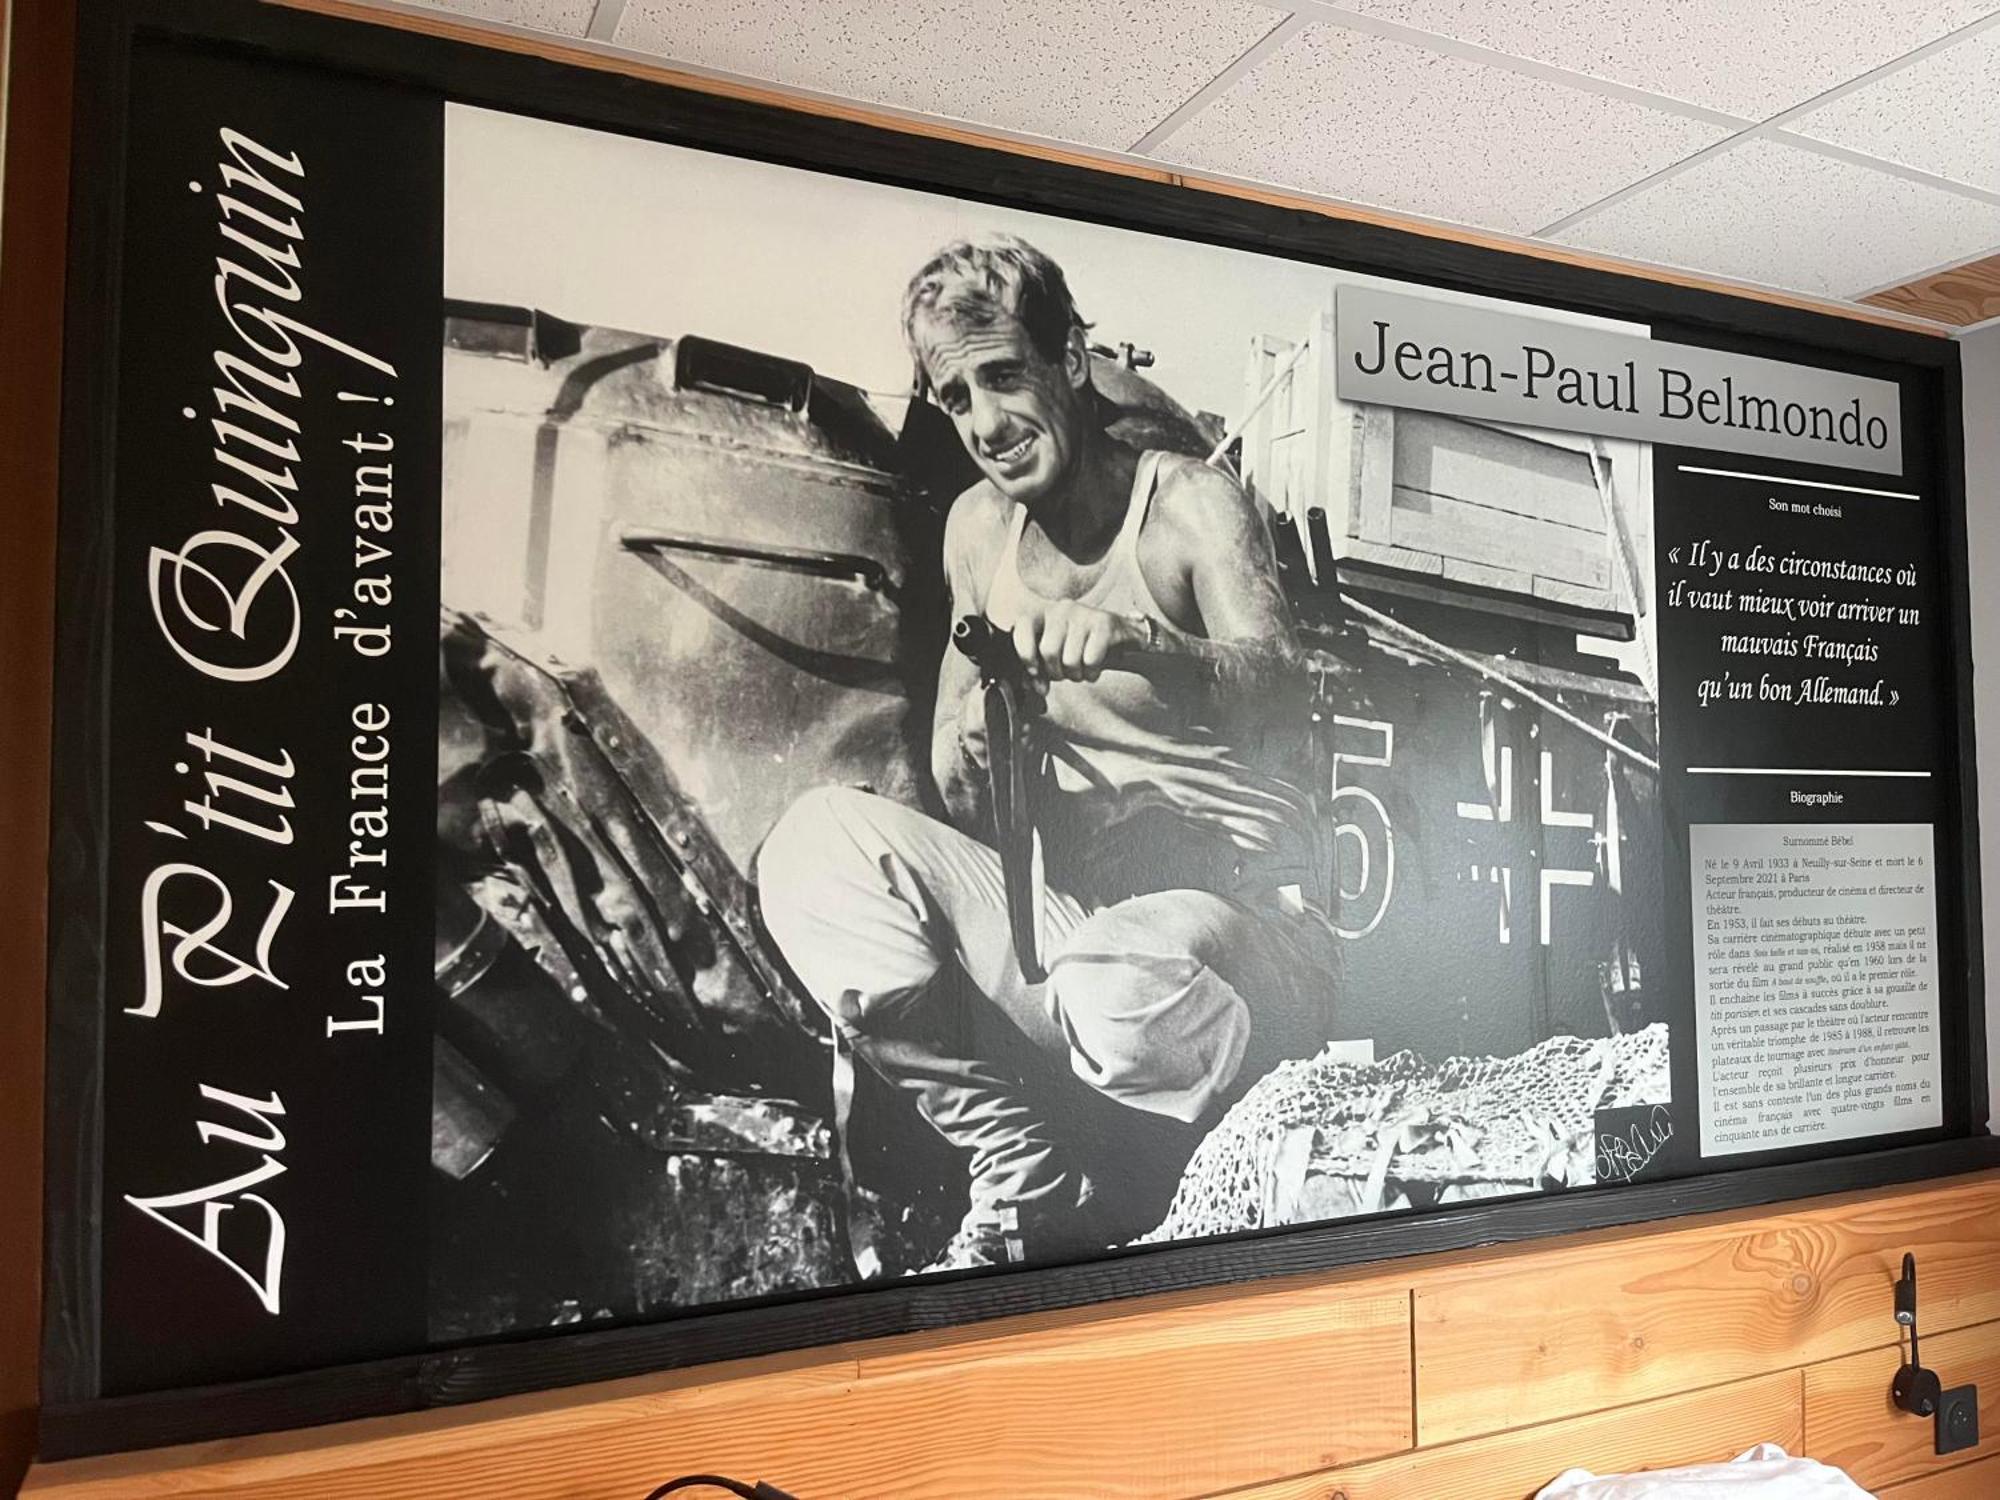 Au P'tit Quinquin
La France d'avant !
Jean-Paul Belmondo
Son mot choisi
« Il y a des circonstances où
il vaut mieux voir arriver un
mauvais Français
qu'un bon Allemand. »
Biographie
Surnommé Bébel
Né le 9 Avril 1933 à Neuilly-sur-Seine et mort le 6
Septembre 2021 à Paris
Acteur français, producteur de cinéma et directeur de
théâtre.
En 1953, il fait ses débuts au théâtre.
Sa carrière cinématographique débute avec un petit
rôle dans Sois belle et tais-toi, réalisé en 1958 mais il ne
sera révélé au grand public qu'en 1960 lors de la
sortie du film A bout de souffle, où il a le premier rôle.
Il enchaine les films à succès grâce à sa gouaille de
titi parisien et ses cascades sans doublure.
Après un passage par le théâtre où l'acteur rencontre
un véritable triomphe de 1985 à 1988, il retrouve les
plateaux de tournage avec Itinéraire d'un enfant gâté.
L'acteur reçoit plusieurs prix d'honneur pour
l'ensemble de sa brillante et longue carrière.
Il est sans conteste l'un des plus grands noms du
cinéma français avec quatre-vingts films en
cinquante ans de carrière.
5